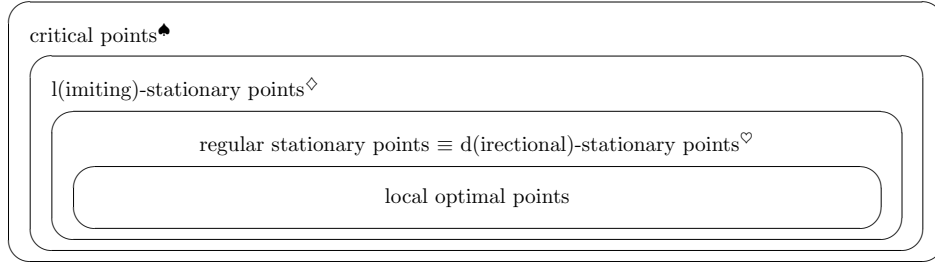 critical points♠
l(imiting)-stationary points♢
regular stationary points ≡ d(irectional)-stationary points♡
local optimal points